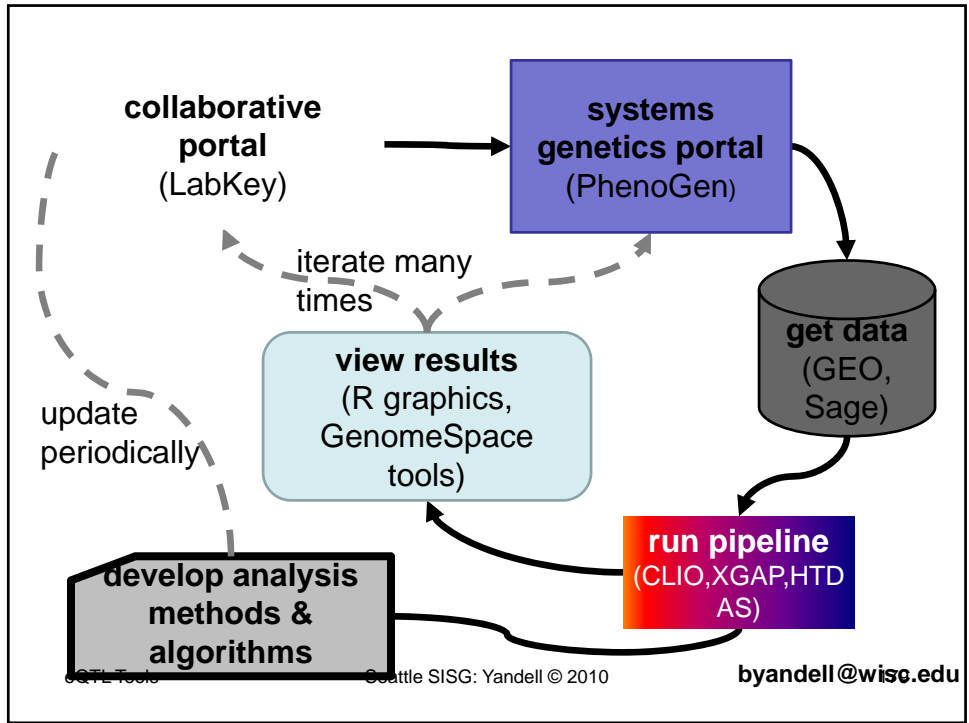 collaborative
portal
(LabKey)
systems
genetics portal
(PhenoGen)
iterate many
times
get data
(GEO,
Sage)
view results
(R graphics,
GenomeSpace
tools)
update
periodically
run pipeline
(CLIO,XGAP,HTD
AS)
develop analysis
methods &
algorithms
eQTL Tools
Seattle SISG: Yandell © 2010
byandell@wisc.edu